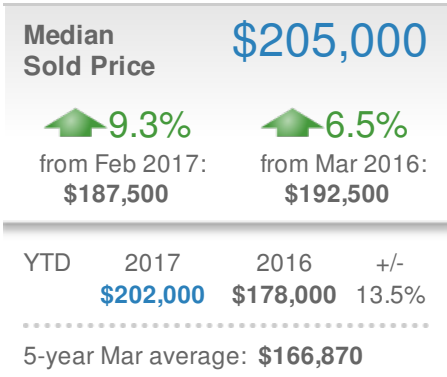 Median
Sold Price
$205,000
9.3%
6.5%
from Feb 2017:
from Mar 2016:
$187,500
$192,500
YTD 2017 2016 +/-
$202,000 $178,000 13.5%
5-year Mar average: $166,870